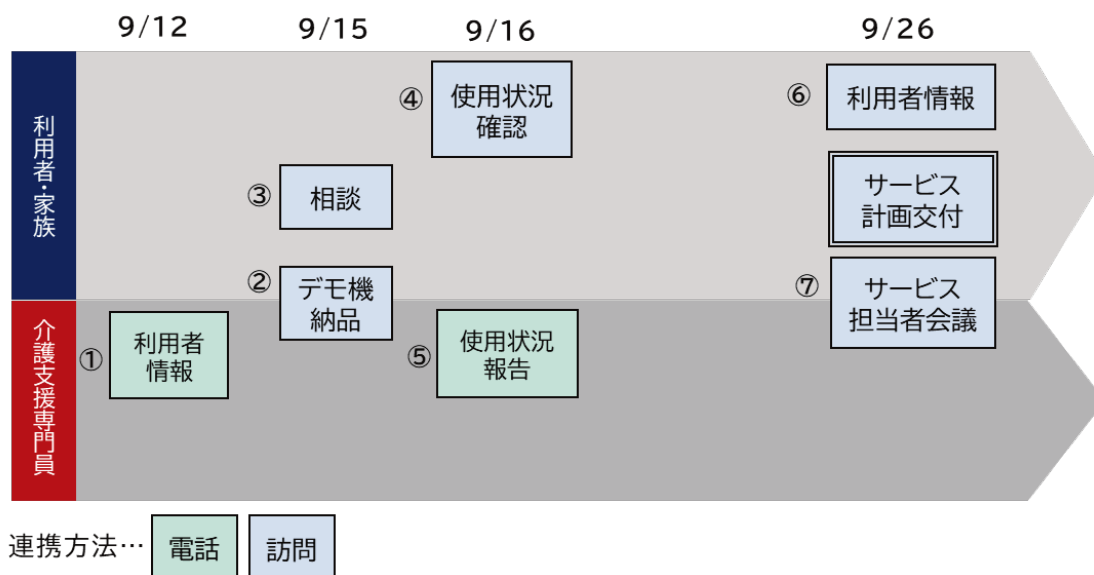 9/12
9/15
9/16
9/26
利用者・家族
④
使用状況
確認
⑥
利用者情報
③
相談
サービス
計画交付
②
デモ機
納品
⑦
サービス
担当者会議
介護支援専門員
①
利用者
情報
⑤
使用状況
報告
連携方法…
電話
訪問